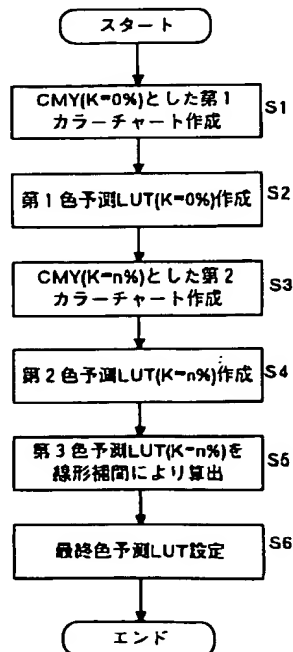 スタート
CMY(K=0%)とした第1
カラーチャート作成
S1
第1色予測LUT(K=0%)作成
S2
CMY(K=n%)とした第2
カラーチャート作成
S3
第2色予測LUT(K=n%)作成
S4
第3色予測LUT(K=n%)を
線形補間により算出
S5
最終色予測LUT設定
S6
エンド